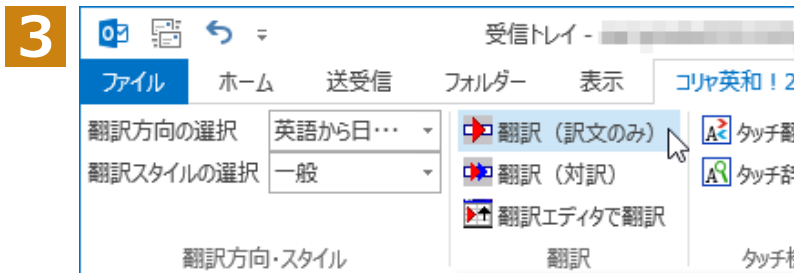 3
受信トレイ -
ファイル ホーム 送受信 フォルダー 表示 コリャ英和！2
翻訳方向の選択 英語から日… 翻訳（訳文のみ） タッチ翻
翻訳スタイルの選択 一般 翻訳（対訳） タッチ辞
翻訳エディタで翻訳
翻訳方向・スタイル 翻訳 タッチ検